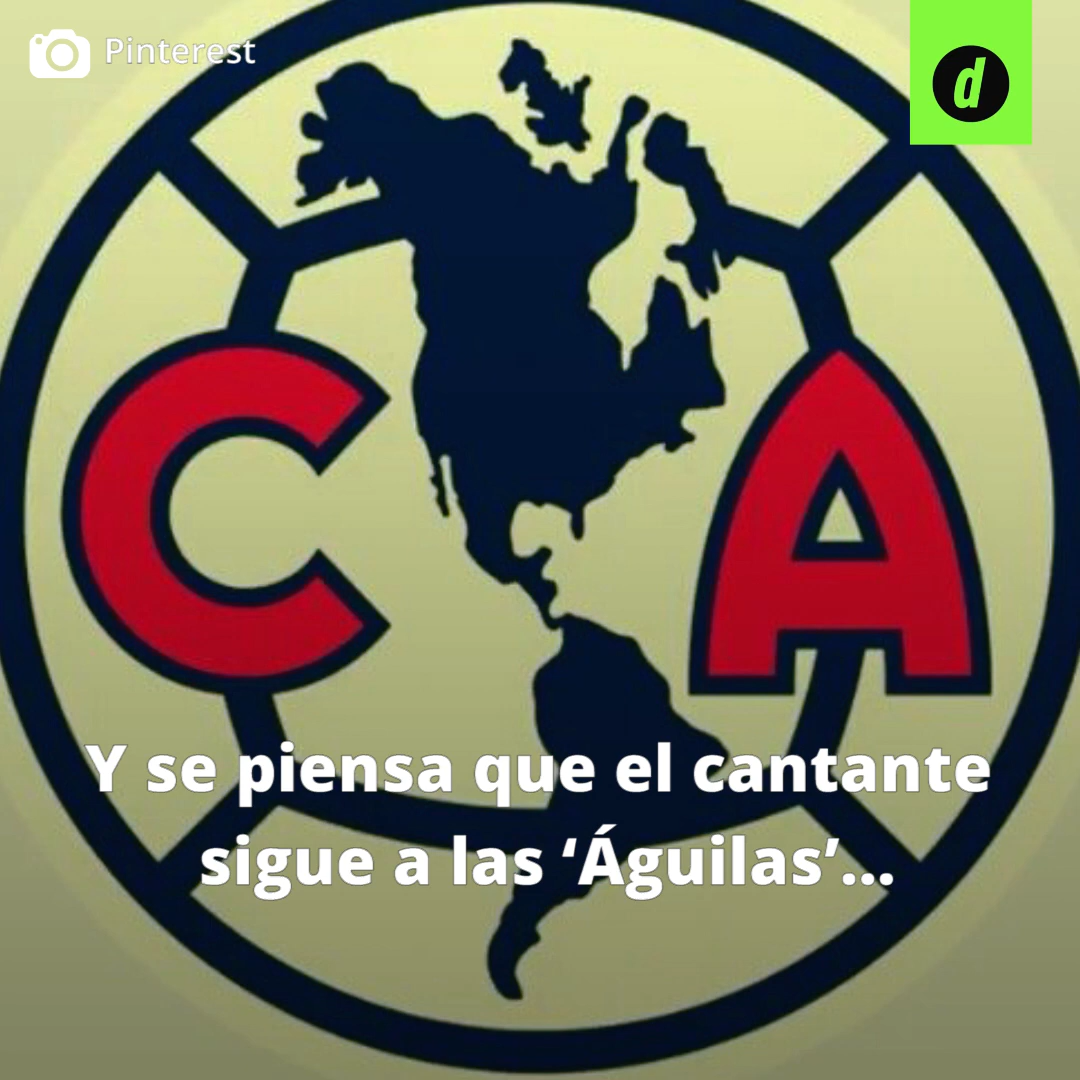 Pinterest
d
C A
Y se piensa que el cantante
sigue a las ‘Águilas’...